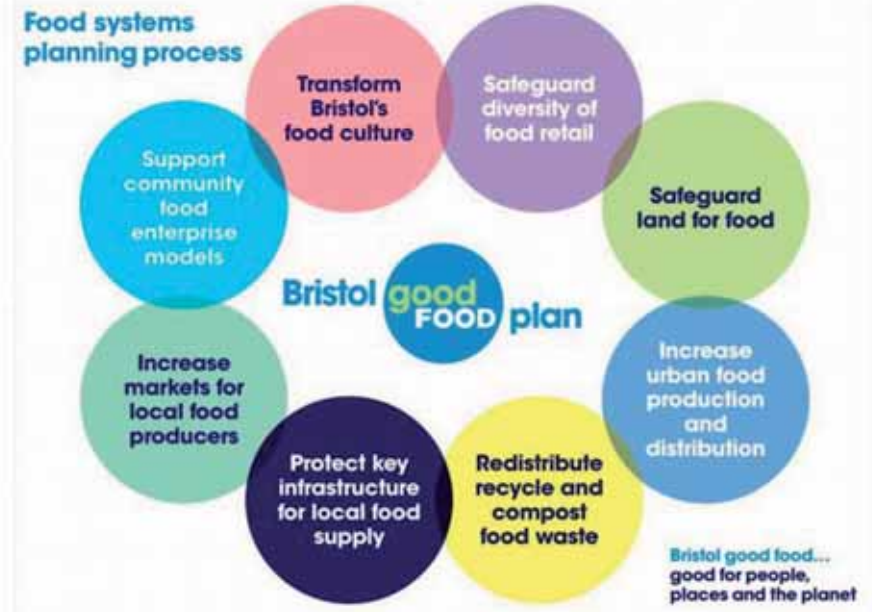 Food systems
planning process
Transform
Bristol's
food culture
Safeguard
diversity of
food retail
Safeguard
land for food
Increase
urban food
production
and
distribution
Redistribute
recycle and
compost
food waste
Protect key
infrastructure
for local food
supply
Increase
markets for
local food
producers
Support
community
food
enterprise
models
Bristol good FOOD plan
Bristol good food...
good for people,
places and the planet